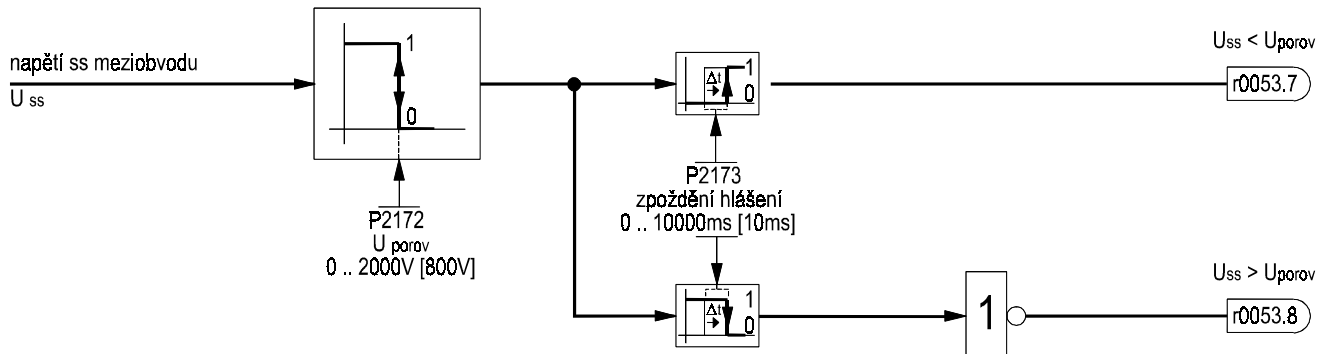 napětí ss meziobvodu
U ss
1
0
P2172
U porov
0 .. 2000V [800V]
Δt
1
0
P2173
zpoždění hlášení
0 .. 10000ms [10ms]
Δt
1
0
1
Uss < Uporov
r0053.7
Uss > Uporov
r0053.8